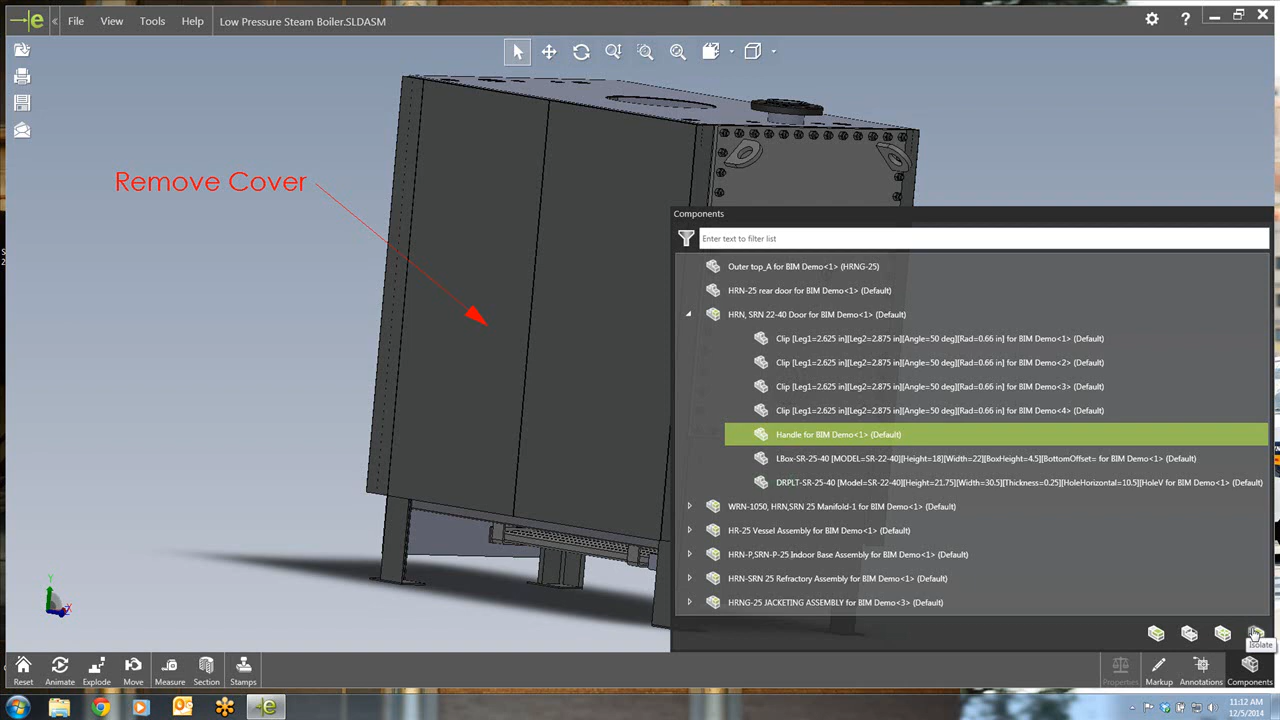 e « File View Tools Help Low Pressure Steam Boiler.SLDASM ?
Remove Cover
Components
Enter text to filter list
Outer top_A for BIM Demo<1> (HRNG-25)
HRN-25 rear door for BIM Demo<1> (Default)
HRN, SRN 22-40 Door for BIM Demo<1> (Default)
Clip [Leg1=2.625 in][Leg2=2.875 in][Angle=50 deg][Rad=0.66 in] for BIM Demo<1> (Default)
Clip [Leg1=2.625 in][Leg2=2.875 in][Angle=50 deg][Rad=0.66 in] for BIM Demo<2> (Default)
Clip [Leg1=2.625 in][Leg2=2.875 in][Angle=50 deg][Rad=0.66 in] for BIM Demo<3> (Default)
Clip [Leg1=2.625 in][Leg2=2.875 in][Angle=50 deg][Rad=0.66 in] for BIM Demo<4> (Default)
Handle for BIM Demo<1> (Default)
LBox-SR-25-40 [MODEL=SR-22-40][Height=18][Width=22][BoxHeight=4.5][BottomOffset= for BIM Demo<1> (Default)
DRPLT-SR-25-40 [Model=SR-22-40][Height=21.75][Width=30.5][Thickness=0.25][HoleHorizontal=10.5][HoleV for BIM Demo<1> (Default)
WRN-1050, HRN,SRN 25 Manifold-1 for BIM Demo<1> (Default)
HR-25 Vessel Assembly for BIM Demo<1> (Default)
HRN-P,SRN-P-25 Indoor Base Assembly for BIM Demo<1> (Default)
HRN-SRN 25 Refractory Assembly for BIM Demo<1> (Default)
HRNG-25 JACKETING ASSEMBLY for BIM Demo<3> (Default)
Isolate
Y
X
Reset Animate Explode Move Measure Section Stamps Properties Markup Annotations Components
11:12 AM
12/5/2014